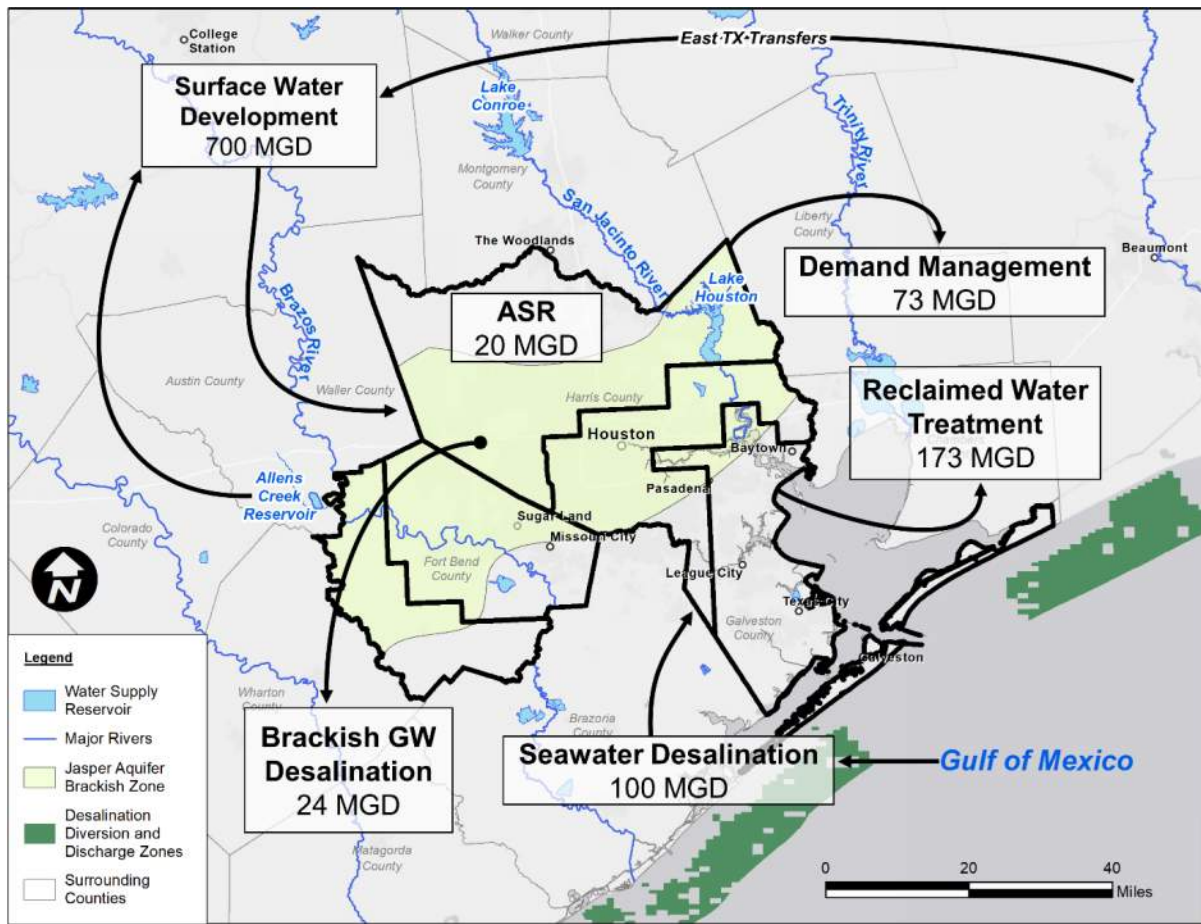 College
Station
Walker County
East TX Transfers
Surface Water
Development
700 MGD
Lake
Conroe
Trinity River
Montgomery
County
San Jacinto River
Liberty
County
The Woodlands
Beaumont
Demand Management
73 MGD
Lake
Houston
ASR
20 MGD
Brazos River
Austin County
Waller County
Harris County
Reclaimed Water
Treatment
173 MGD
Chambers
Houston
Baytown
Pasadena
Allens
Creek
Reservoir
Colorado
County
Sugar Land
Missouri City
Fort Bend
County
League City
Texas City
Galveston
County
Galveston
N
Wharton
County
Brazoria
County
Brackish GW
Desalination
24 MGD
Seawater Desalination
100 MGD
Gulf of Mexico
Matagorda
County
Legend
Water Supply
Reservoir
Major Rivers
Jasper Aquifer
Brackish Zone
Desalination
Diversion and
Discharge Zones
Surrounding
Counties
0 20 40
Miles